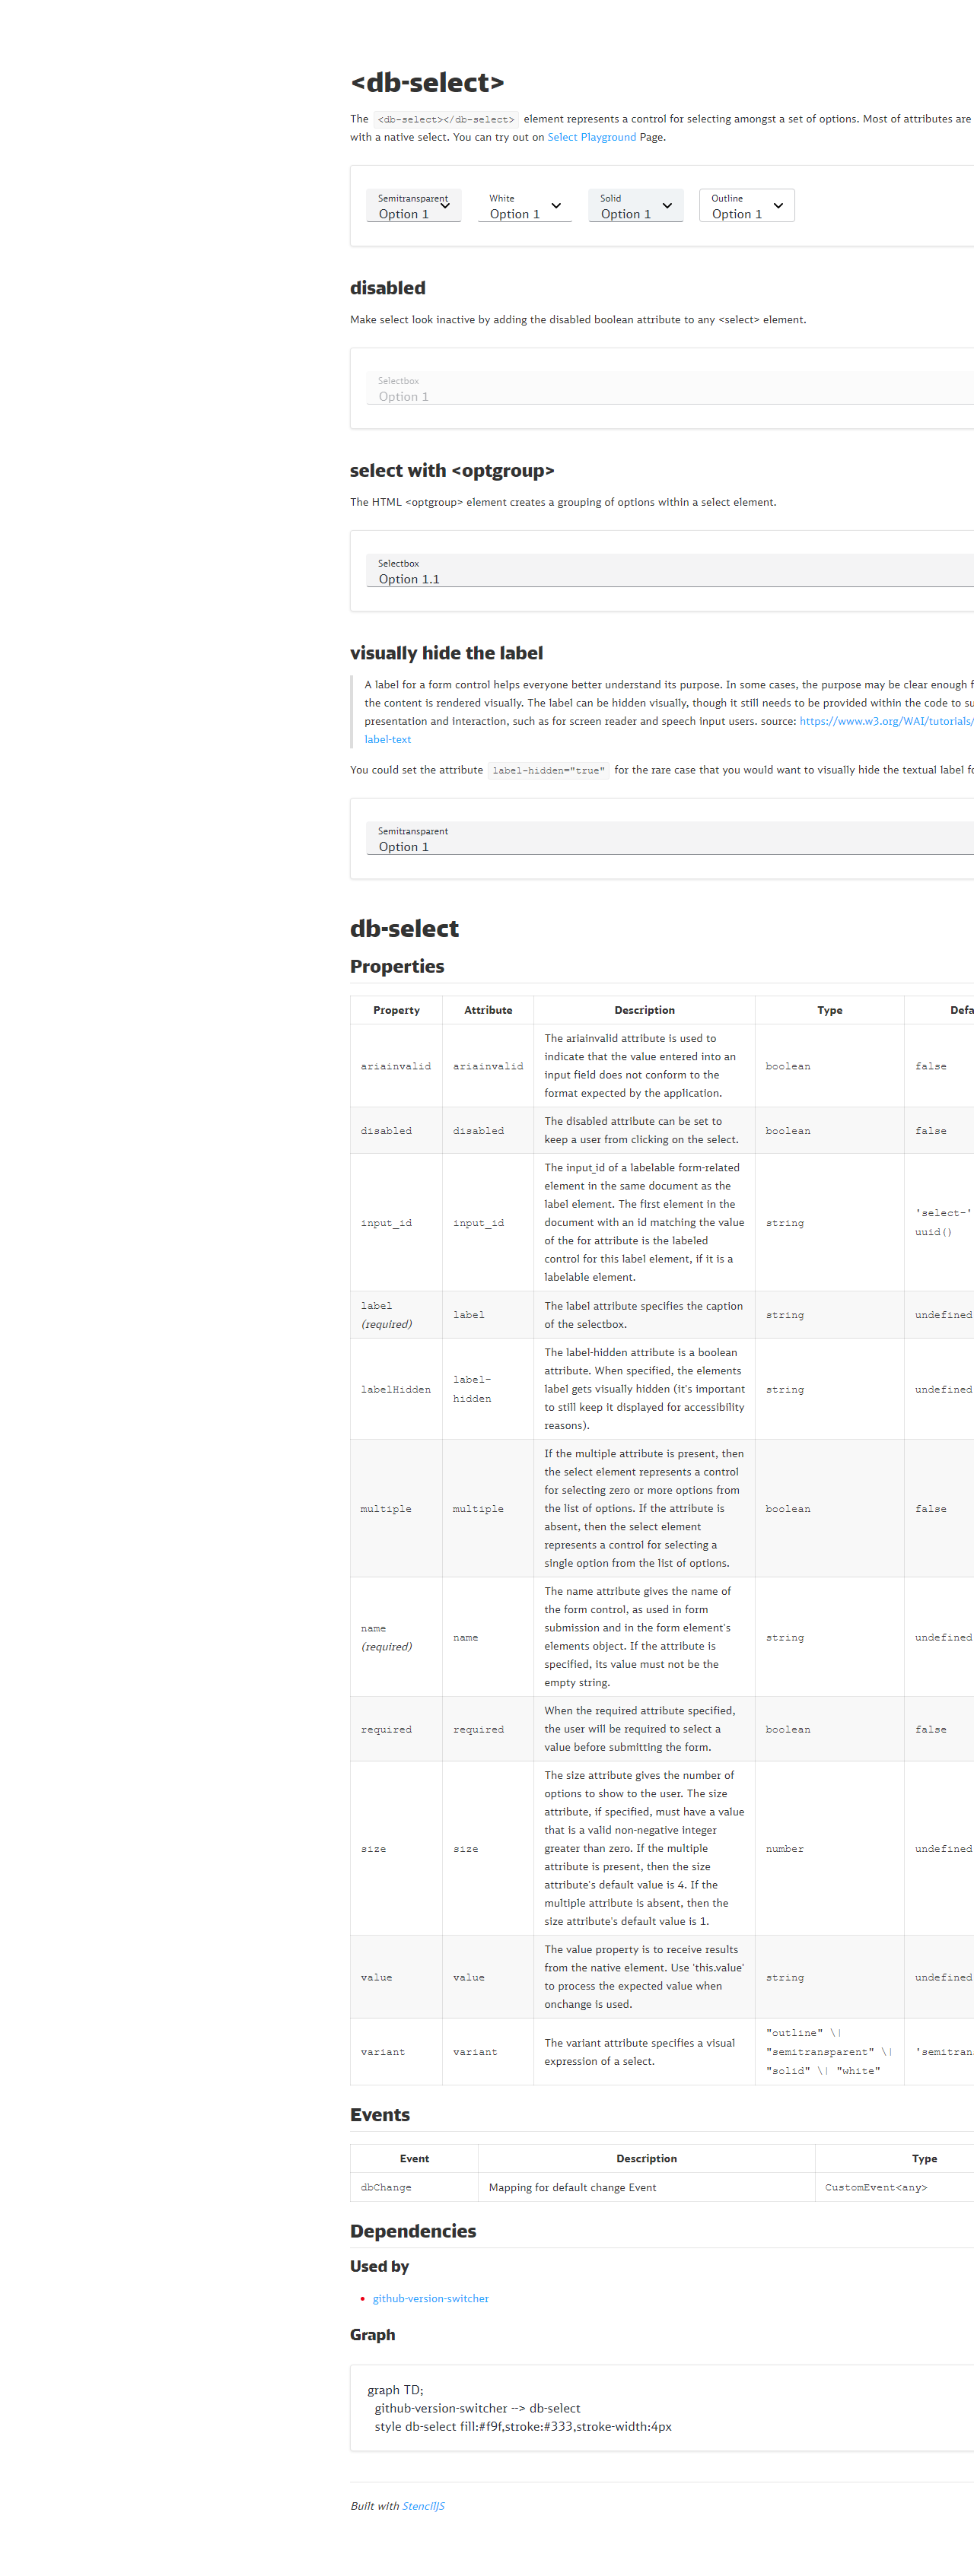 <db-select>
The <db-select></db-select> element represents a control for selecting amongst a set of options. Most of attributes are
with a native select. You can try out on Select Playground Page.
Semitransparent White Solid Outline
Option 1 Option 1 Option 1 Option 1
disabled
Make select look inactive by adding the disabled boolean attribute to any <select> element.
Selectbox
Option 1
select with <optgroup>
The HTML <optgroup> element creates a grouping of options within a select element.
Selectbox
Option 1.1
visually hide the label
A label for a form control helps everyone better understand its purpose. In some cases, the purpose may be clear enough
the content is rendered visually. The label can be hidden visually, though it still needs to be provided within the code to
presentation and interaction, such as for screen reader and speech input users. source: https://www.w3.org/WAI/tutorials/
label-text
You could set the attribute label-hidden="true" for the rare case that you would want to visually hide the textual label
Semitransparent
Option 1
db-select
Properties
Property Attribute Description Type Defa
ariainvalid ariainvalid The ariainvalid attribute is used to
indicate that the value entered into an
input field does not conform to the
format expected by the application. boolean false
disabled disabled The disabled attribute can be set to
keep a user from clicking on the select. boolean false
input_id input_id The input_id of a labelable form-related
element in the same document as the
label element. The first element in the
document with an id matching the value
of the for attribute is the labeled
control for this label element, if it is a
labelable element. string 'select-'
uuid()
label
(required) label The label attribute specifies the caption
of the selectbox. string undefined
labelHidden label-
hidden The label-hidden attribute is a boolean
attribute. When specified, the elements
label gets visually hidden (it's important
to still keep it displayed for accessibility
reasons). string undefined
multiple multiple If the multiple attribute is present, then
the select element represents a control
for selecting zero or more options from
the list of options. If the attribute is
absent, then the select element
represents a control for selecting a
single option from the list of options. boolean false
name
(required) name The name attribute gives the name of
the form control, as used in form
submission and in the form element's
elements object. If the attribute is
specified, its value must not be the
empty string. string undefined
required required When the required attribute specified,
the user will be required to select a
value before submitting the form. boolean false
size size The size attribute gives the number of
options to show to the user. The size
attribute, if specified, must have a value
that is a valid non-negative integer
greater than zero. If the multiple
attribute is present, then the size
attribute's default value is 4. If the
multiple attribute is absent, then the
size attribute's default value is 1. number undefined
value value The value property is to receive results
from the native element. Use 'this.value'
to process the expected value when
onchange is used. string undefined
variant variant The variant attribute specifies a visual
expression of a select. "outline" \|
"semitransparent" \|
"solid" \| "white" 'semitran
Events
Event Description Type
dbChange Mapping for default change Event CustomEvent<any>
Dependencies
Used by
• github-version-switcher
Graph
graph TD;
github-version-switcher --> db-select
style db-select fill:#f9f,stroke:#333,stroke-width:4px
Built with StencilJS